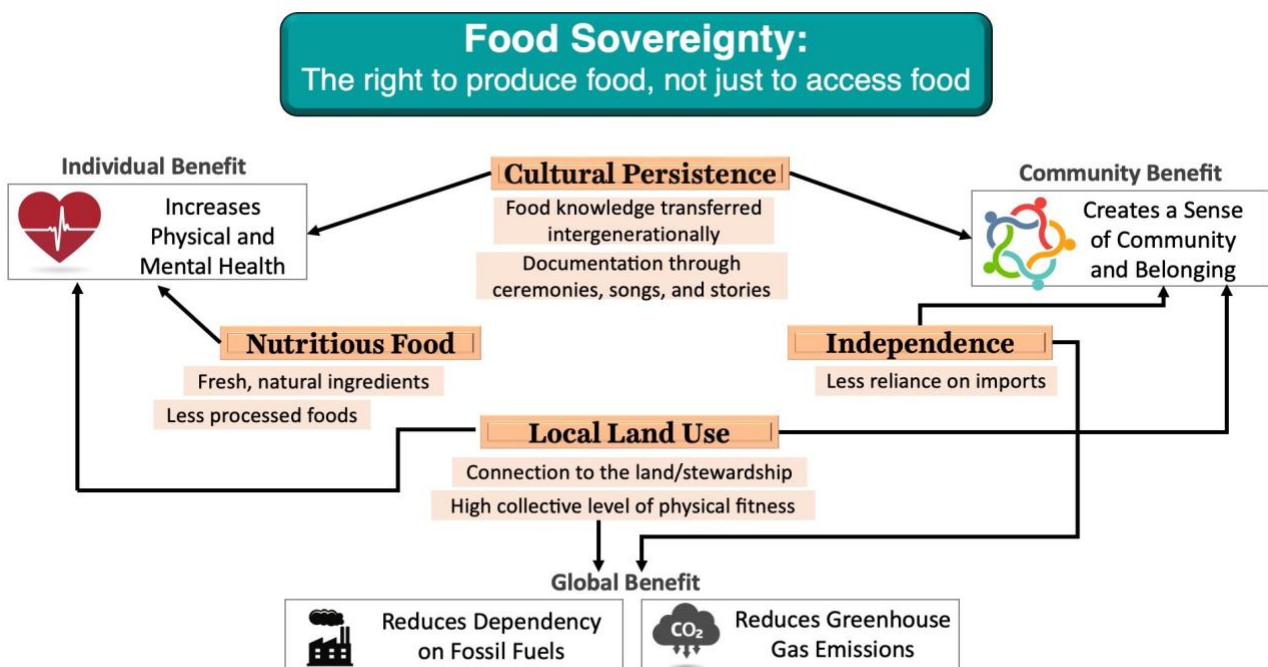 Food Sovereignty:
The right to produce food, not just to access food
Individual Benefit
Increases
Physical and
Mental Health
Cultural Persistence
Food knowledge transferred
intergenerationally
Documentation through
ceremonies, songs, and stories
Community Benefit
Creates a Sense
of Community
and Belonging
Nutritious Food
Fresh, natural ingredients
Less processed foods
Independence
Less reliance on imports
Local Land Use
Connection to the land/stewardship
High collective level of physical fitness
Global Benefit
Reduces Dependency
on Fossil Fuels
CO₂
Reduces Greenhouse
Gas Emissions